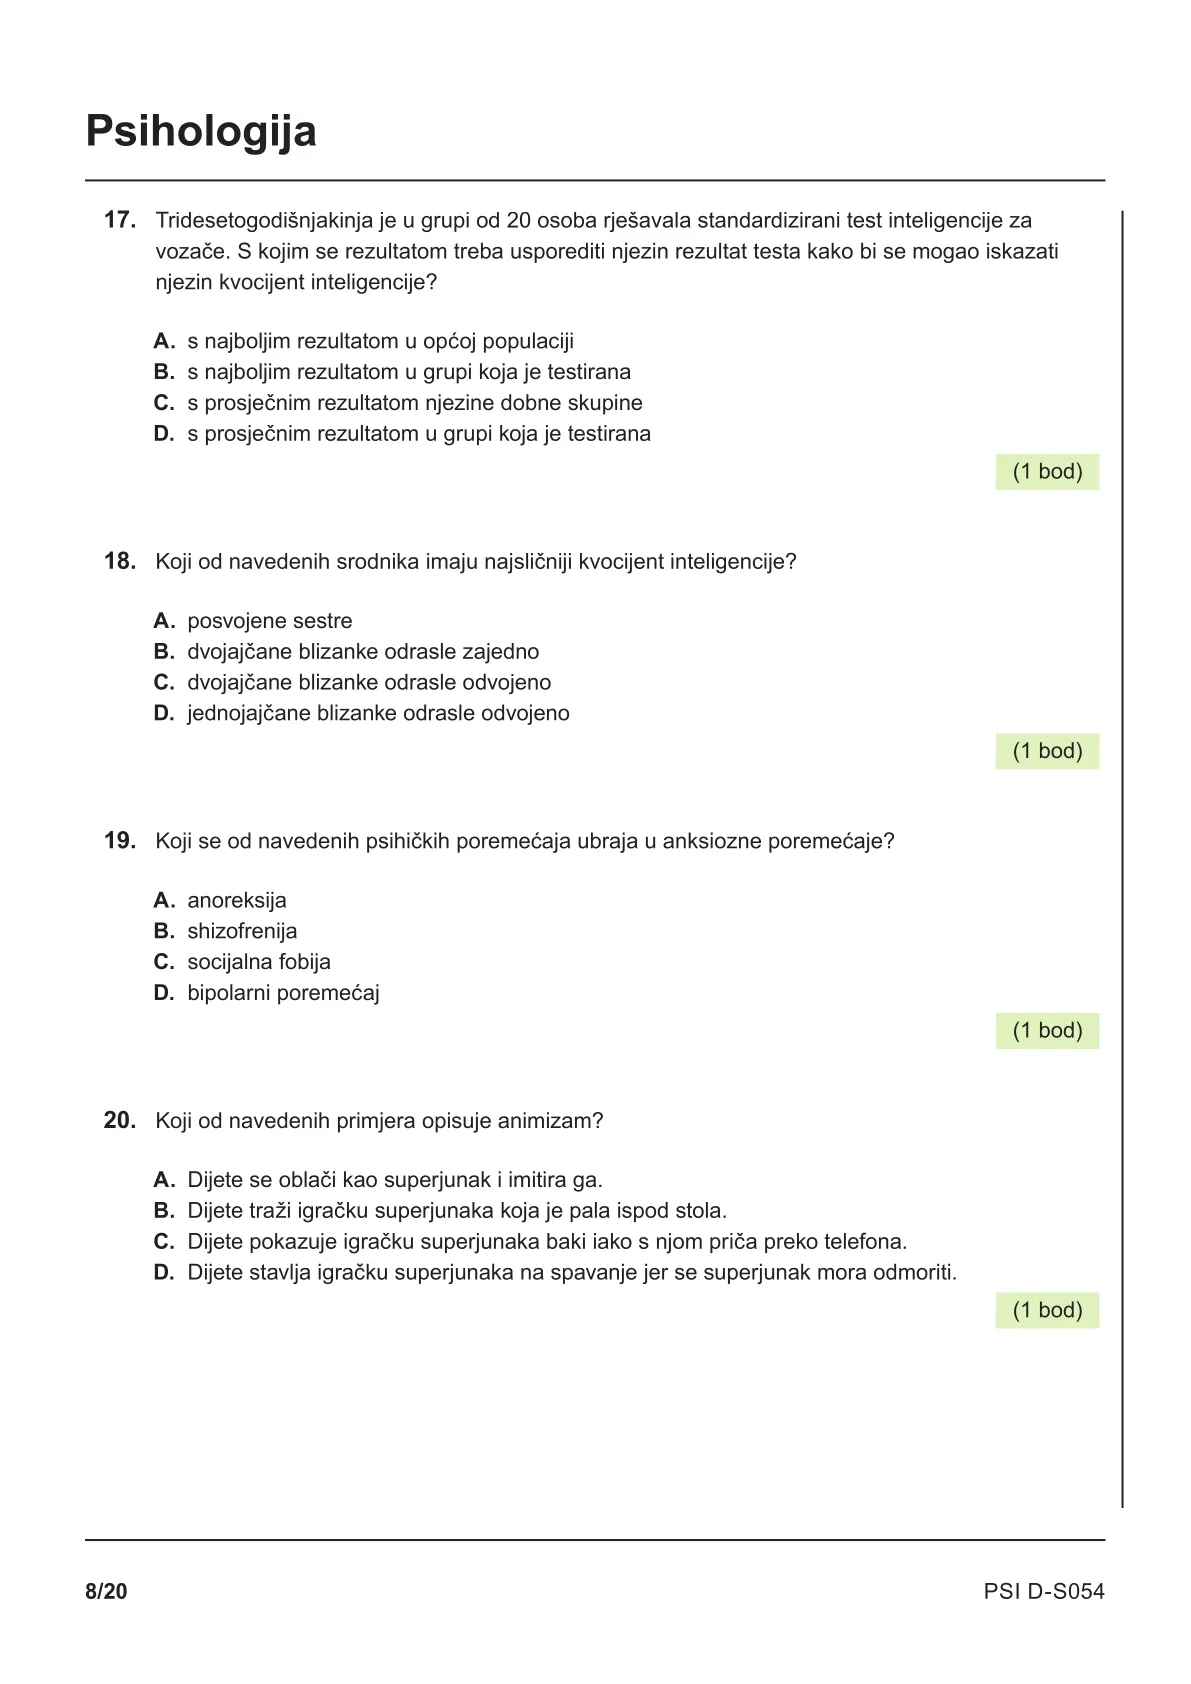 Psihologija
17. Tridesetogodišnjakinja je u grupi od 20 osoba rješavala standardizirani test inteligencije za
vozače. S kojim se rezultatom treba usporediti njezin rezultat testa kako bi se mogao iskazati
njezin kvocijent inteligencije?
A. s najboljim rezultatom u općoj populaciji
B. s najboljim rezultatom u grupi koja je testirana
C. s prosječnim rezultatom njezine dobne skupine
D. s prosječnim rezultatom u grupi koja je testirana
(1 bod)
18. Koji od navedenih srodnika imaju najsličniji kvocijent inteligencije?
A. posvojene sestre
B. dvojajčane blizanke odrasle zajedno
C. dvojajčane blizanke odrasle odvojeno
D. jednojajčane blizanke odrasle odvojeno
(1 bod)
19. Koji se od navedenih psihičkih poremećaja ubraja u anksiozne poremećaje?
A. anoreksija
B. shizofrenija
C. socijalna fobija
D. bipolarni poremećaj
(1 bod)
20. Koji od navedenih primjera opisuje animizam?
A. Dijete se oblači kao superjunak i imitira ga.
B. Dijete traži igračku superjunaka koja je pala ispod stola.
C. Dijete pokazuje igračku superjunaka baki iako s njom priča preko telefona.
D. Dijete stavlja igračku superjunaka na spavanje jer se superjunak mora odmoriti.
(1 bod)
8/20
PSI D-S054